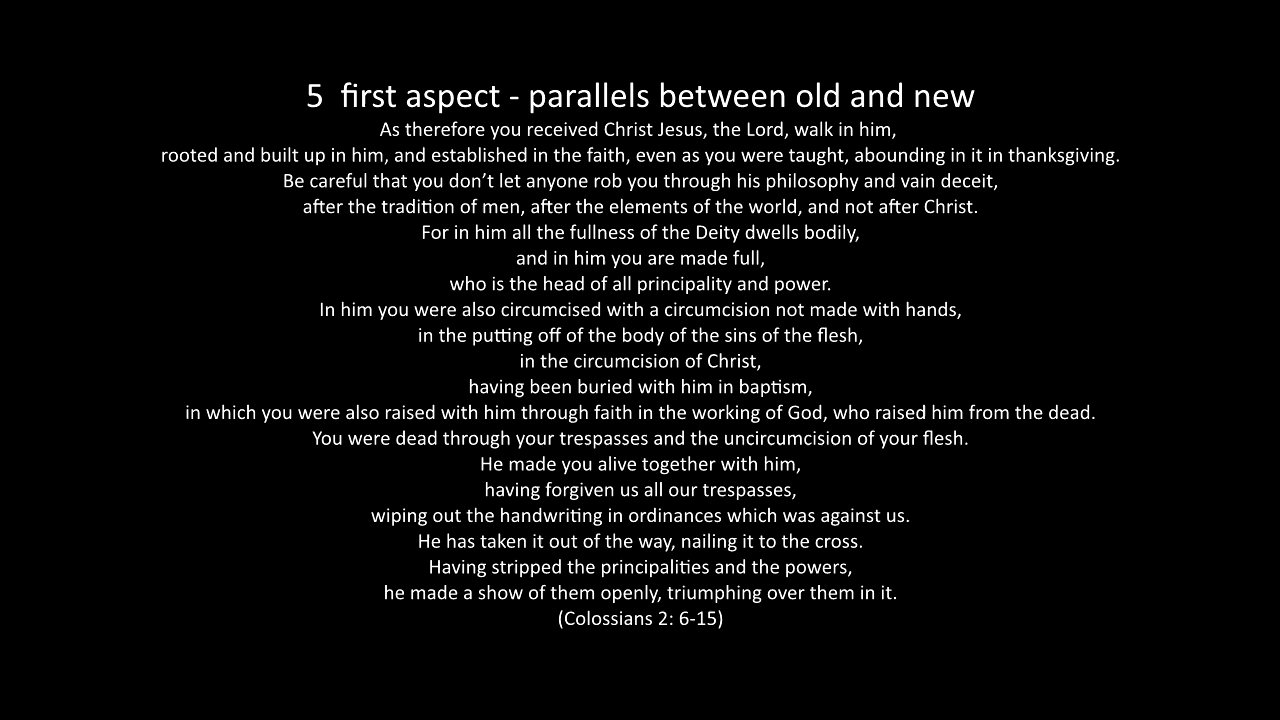 5  first aspect - parallels between old and new
As therefore you received Christ Jesus, the Lord, walk in him,
rooted and built up in him, and established in the faith, even as you were taught, abounding in it in thanksgiving.
Be careful that you don’t let anyone rob you through his philosophy and vain deceit,
after the tradition of men, after the elements of the world, and not after Christ.
For in him all the fullness of the Deity dwells bodily,
and in him you are made full,
who is the head of all principality and power.
In him you were also circumcised with a circumcision not made with hands,
in the putting off of the body of the sins of the flesh,
in the circumcision of Christ,
having been buried with him in baptism,
in which you were also raised with him through faith in the working of God, who raised him from the dead.
You were dead through your trespasses and the uncircumcision of your flesh.
He made you alive together with him,
having forgiven us all our trespasses,
wiping out the handwriting in ordinances which was against us.
He has taken it out of the way, nailing it to the cross.
Having stripped the principalities and the powers,
he made a show of them openly, triumphing over them in it.
(Colossians 2: 6-15)